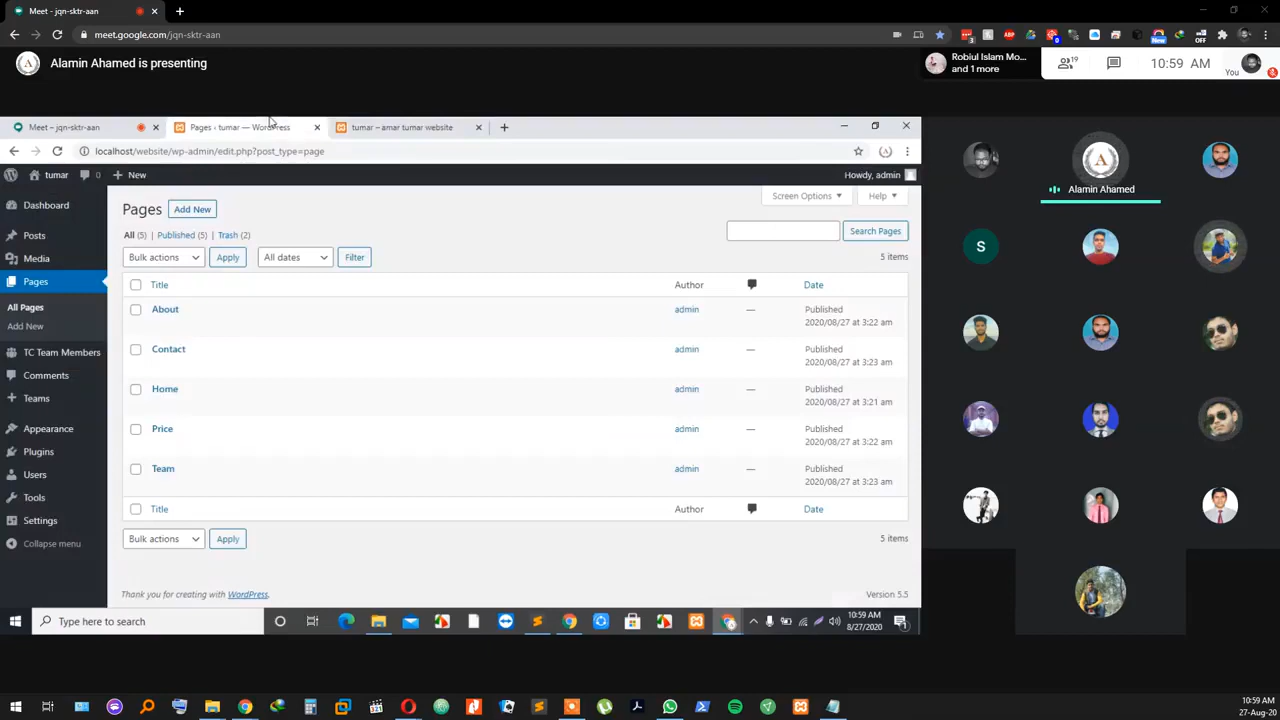 Meet - jqn-sktr-aan
meet.google.com/jqn-sktr-aan
ABP
3
0
New
OFF
Alamin Ahamed is presenting
Robiul Islam Mo...
and 1 more
19
10:59 AM
You
Meet – jqn-sktr-aan
Pages ‹ tumar — WordPress
tumar – amar tumar website
localhost/website/wp-admin/edit.php?post_type=page
tumar
0
New
Howdy, admin
Dashboard
Posts
Media
Pages
All Pages
Add New
TC Team Members
Comments
Teams
Appearance
Plugins
Users
Tools
Settings
Collapse menu
Screen Options
Help
Pages
Add New
All (5)
Published (5)
Trash (2)
Search Pages
Bulk actions
Apply
All dates
Filter
5 items
Title
Author
Date
About
admin
—
Published
2020/08/27 at 3:22 am
Contact
admin
—
Published
2020/08/27 at 3:23 am
Home
admin
—
Published
2020/08/27 at 3:21 am
Price
admin
—
Published
2020/08/27 at 3:22 am
Team
admin
—
Published
2020/08/27 at 3:23 am
Title
Author
Date
Bulk actions
Apply
5 items
Thank you for creating with WordPress.
Version 5.5
Type here to search
10:59 AM
8/27/2020
1
A
Alamin Ahamed
S
10:59 AM
27-Aug-20